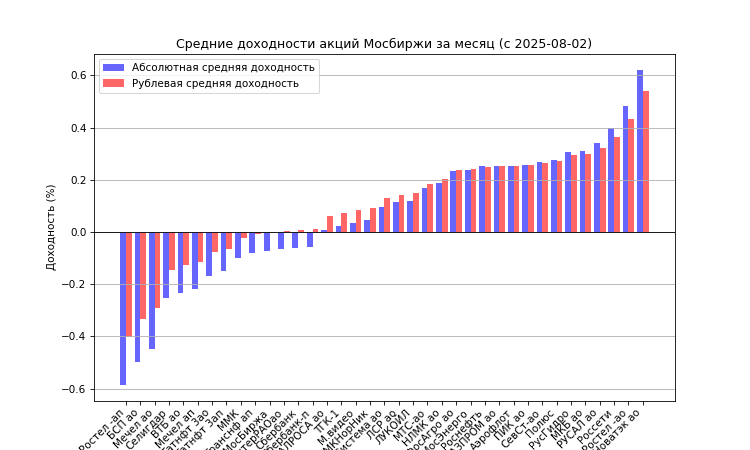 Средние доходности акций Мосбиржи за месяц (с 2025-08-02)
Абсолютная средняя доходность
Рублевая средняя доходность
Доходность (%)
0.6
0.4
0.2
0.0
−0.2
−0.4
−0.6
Ростел -ап
БСП ао
Мечел ао
Селигдар
ВТБ ао
Мечел ап
ММК
МосБиржа
Сбербанк
Сбербанк-п
ТГК-1
М.видео
ЛСР ао
ЛУКОЙЛ
МТС-ао
НЛМК ао
Роснефть
Аэрофлот
ПИК ао
СевСт-ао
Полюс
РусГидро
МКБ ао
РУСАЛ ао
Россети
Ростел -ао